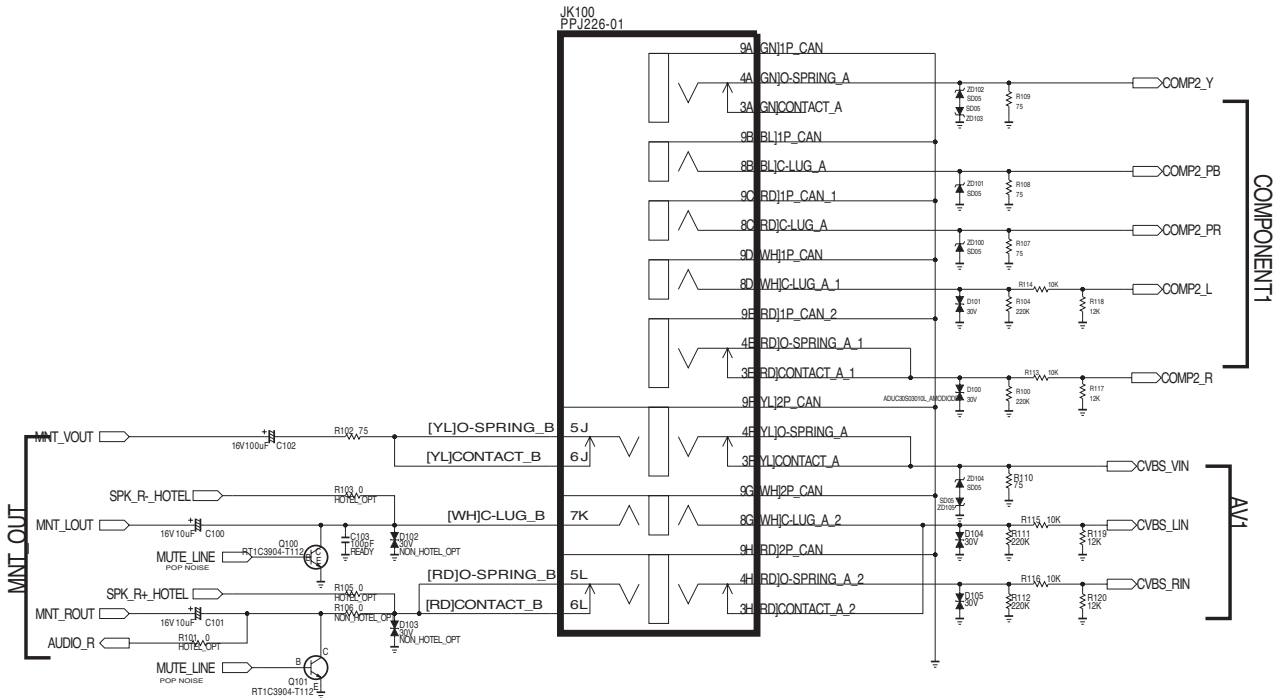 JK100
PPJ226-01
9A [GN]1P_CAN
4A [GN]O-SPRING_A
3A [GN]CONTACT_A
9B [BL]1P_CAN
8B [BL]C-LUG_A
9C [RD]1P_CAN_1
8C [RD]C-LUG_A
9D [WH]1P_CAN
8D [WH]C-LUG_A_1
9E [RD]1P_CAN_2
4E [RD]O-SPRING_A_1
3E [RD]CONTACT_A_1
9F [YL]2P_CAN
4F [YL]O-SPRING_A
3F [YL]CONTACT_A
9G [WH]2P_CAN
8G [WH]C-LUG_A_2
9H [RD]2P_CAN
4H [RD]O-SPRING_A_2
3H [RD]CONTACT_A_2
[YL]O-SPRING_B 5J
[YL]CONTACT_B 6J
[WH]C-LUG_B 7K
[RD]O-SPRING_B 5L
[RD]CONTACT_B 6L
ZD102
SD05
SD05
ZD103
R109
75
COMP2_Y
ZD101
SD05
R108
75
COMP2_PB
ZD100
SD05
R107
75
COMP2_PR
D101
30V
R104
220K
R114 10K
R118
12K
COMP2_L
D100
30V
R100
220K
R113 10K
R117
12K
COMP2_R
COMPONENT1
ZD104
SD05
SD05
ZD105
R110
75
CVBS_VIN
D104
30V
R111
220K
R115 10K
R119
12K
CVBS_LIN
D105
30V
R112
220K
R116 10K
R120
12K
CVBS_RIN
AV1
MNT_OUT
MNT_VOUT
16V100uF C102
R102 75
SPK_R-_HOTEL
R103 0
HOTEL_OPT
MNT_LOUT
16V 10uF C100
MUTE_LINE
POP NOISE
Q100
RT1C3904-T112
B
C
E
C103
100pF
READY
D102
30V
NON_HOTEL_OPT
SPK_R+_HOTEL
R105 0
HOTEL_OPT
MNT_ROUT
16V 10uF C101
R106 0
NON_HOTEL_OPT
AUDIO_R
R101 0
HOTEL_OPT
D103
30V
NON_HOTEL_OPT
MUTE_LINE
POP NOISE
Q101
RT1C3904-T112
B
C
E